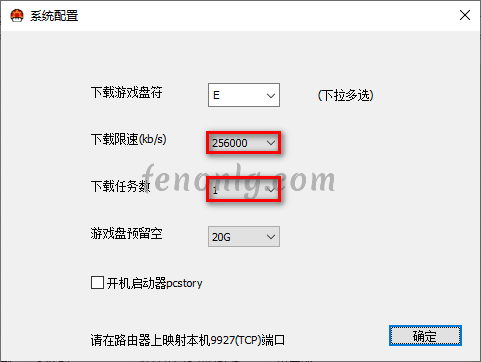 系统配置
下载游戏盘符 E (下拉多选)
下载限速(kb/s) 256000
fenanlg.com
下载任务数 1
游戏盘预留空 20G
开机启动器pcstory
请在路由器上映射本机9927(TCP)端口 确定